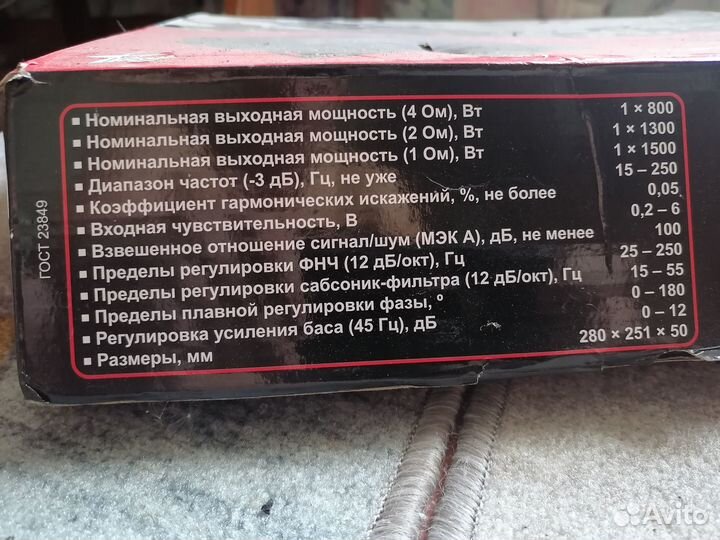 ■ Номинальная выходная мощность (4 Ом), Вт 1 × 800
■ Номинальная выходная мощность (2 Ом), Вт 1 × 1300
■ Номинальная выходная мощность (1 Ом), Вт 1 × 1500
■ Диапазон частот (-3 дБ), Гц, не уже 15 – 250
■ Коэффициент гармонических искажений, %, не более 0,05
■ Входная чувствительность, В 0,2 – 6
■ Взвешенное отношение сигнал/шум (МЭК А), дБ, не менее 100
■ Пределы регулировки ФНЧ (12 дБ/окт), Гц 25 – 250
■ Пределы регулировки сабсоник-фильтра (12 дБ/окт), Гц 15 – 55
■ Пределы плавной регулировки фазы, º 0 – 180
■ Регулировка усиления баса (45 Гц), дБ 0 – 12
■ Размеры, мм 280 × 251 × 50
ГОСТ 23849
Avito